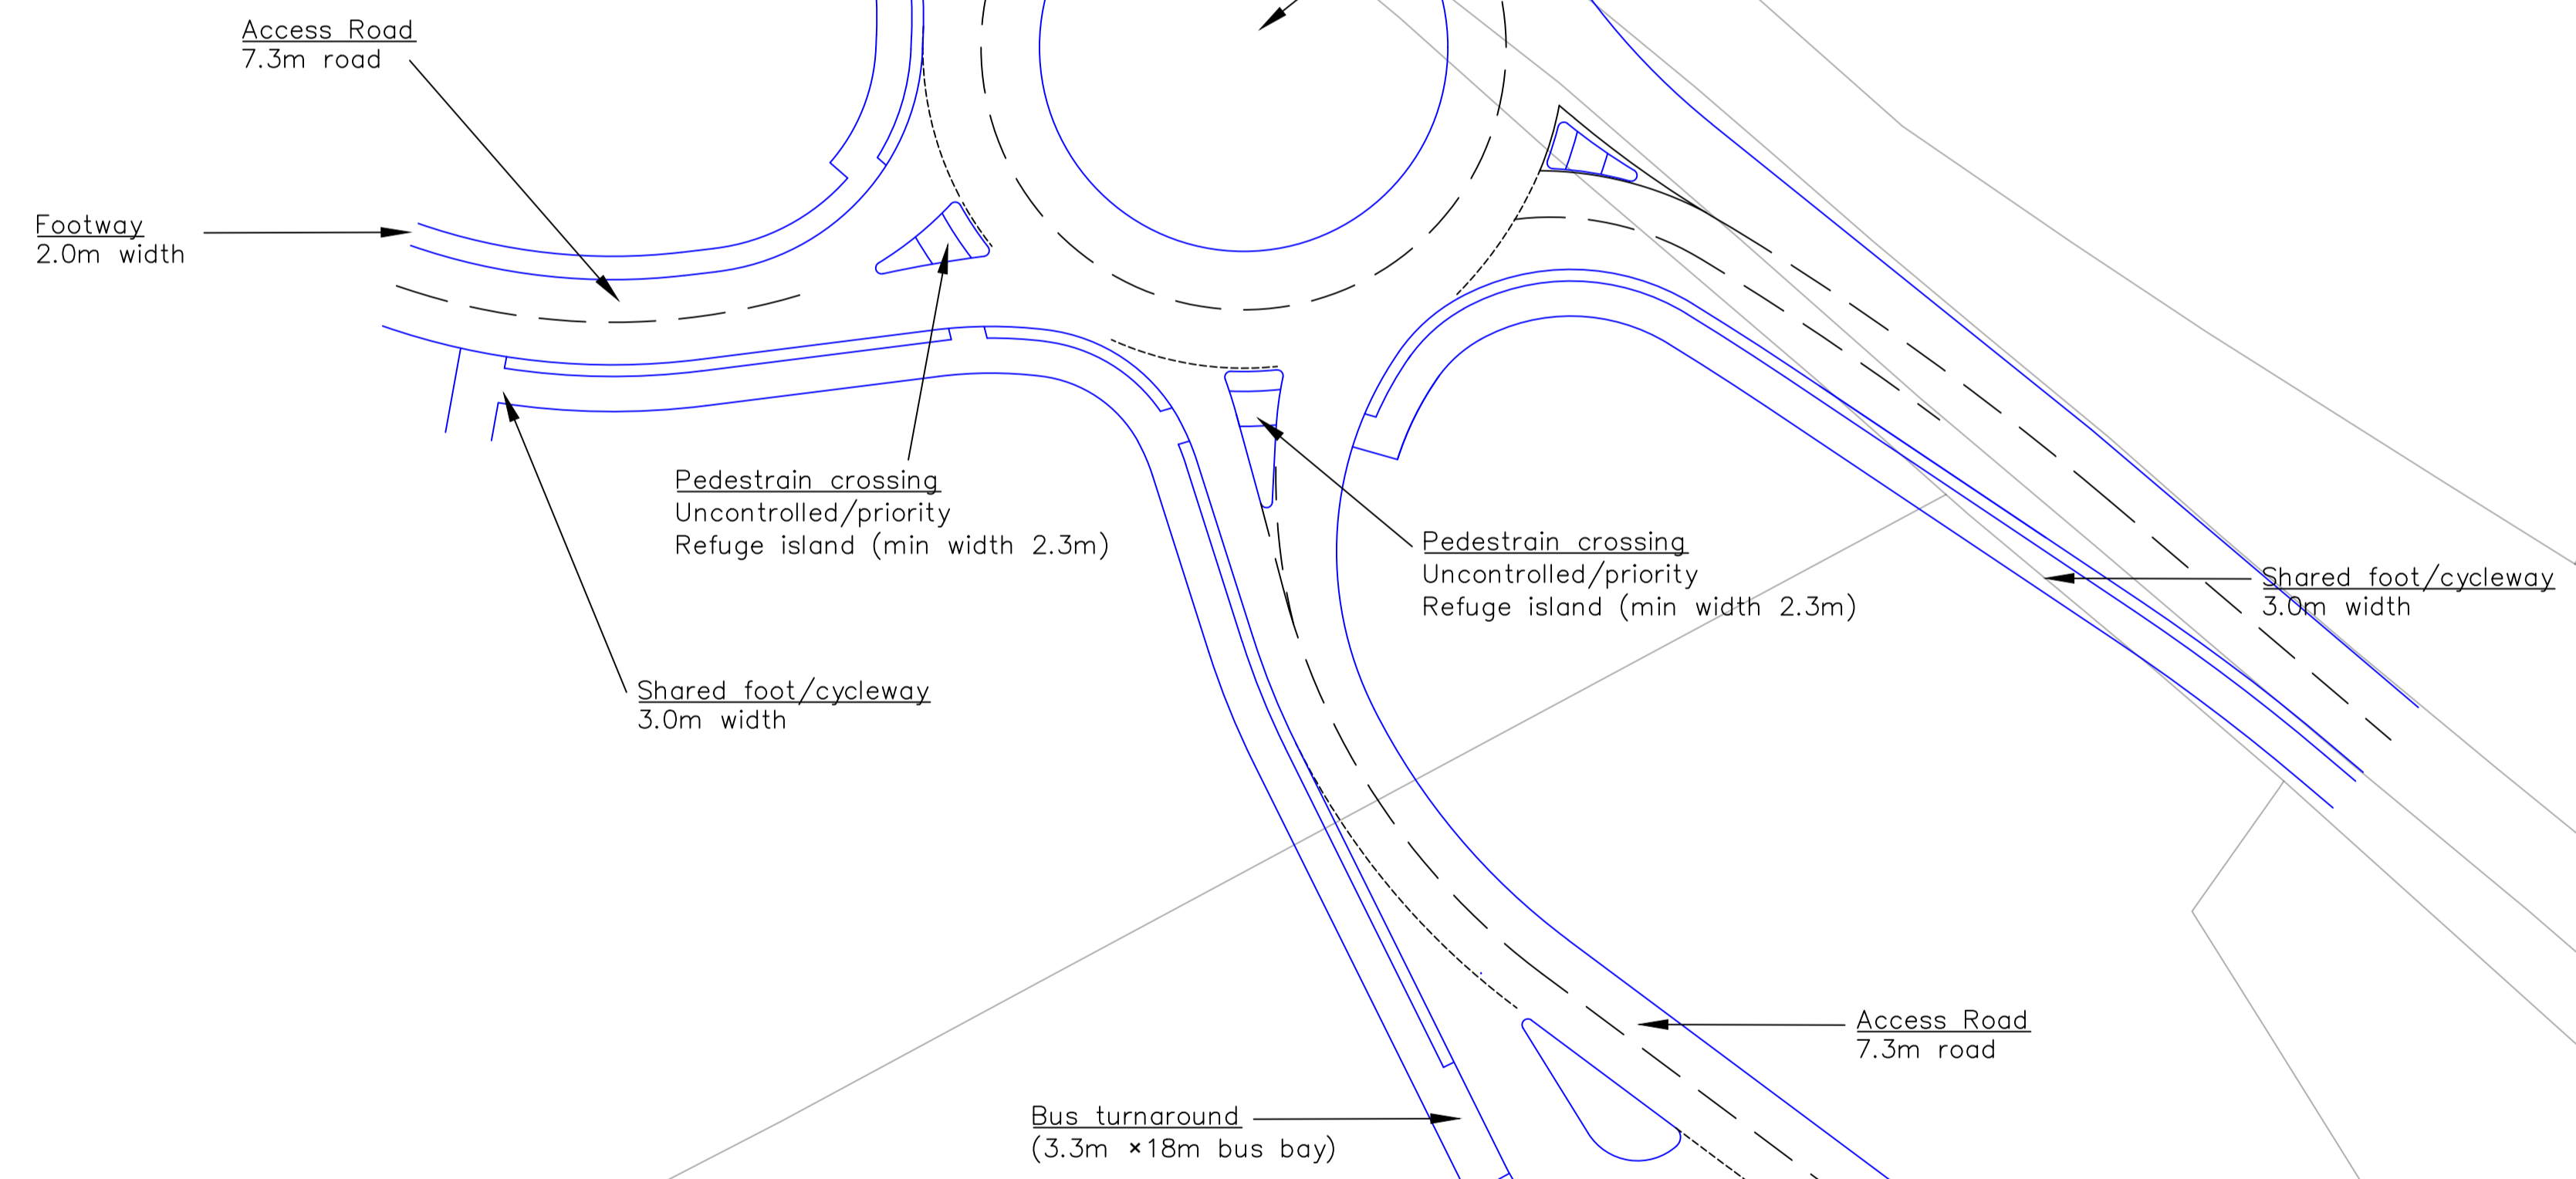 Access Road
7.3m road
Footway
2.0m width
Pedestrain crossing
Uncontrolled/priority
Refuge island (min width 2.3m)
Pedestrain crossing
Uncontrolled/priority
Refuge island (min width 2.3m)
Shared foot/cycleway
3.0m width
Shared foot/cycleway
3.0m width
Access Road
7.3m road
Bus turnaround
(3.3m ×18m bus bay)